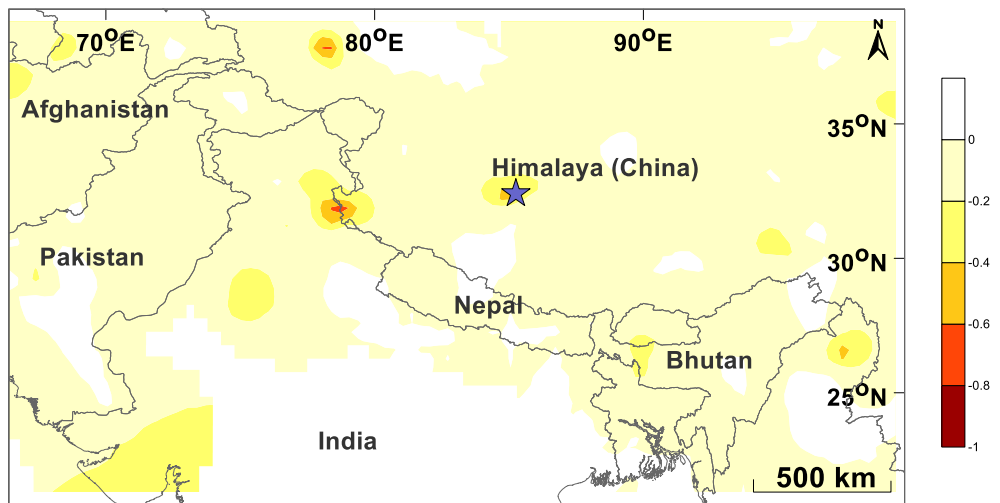 N
70°E
80°E
90°E
Afghanistan
35°N
Himalaya (China)
Pakistan
30°N
Nepal
Bhutan
25°N
India
500 km
0
-0.2
-0.4
-0.6
-0.8
-1